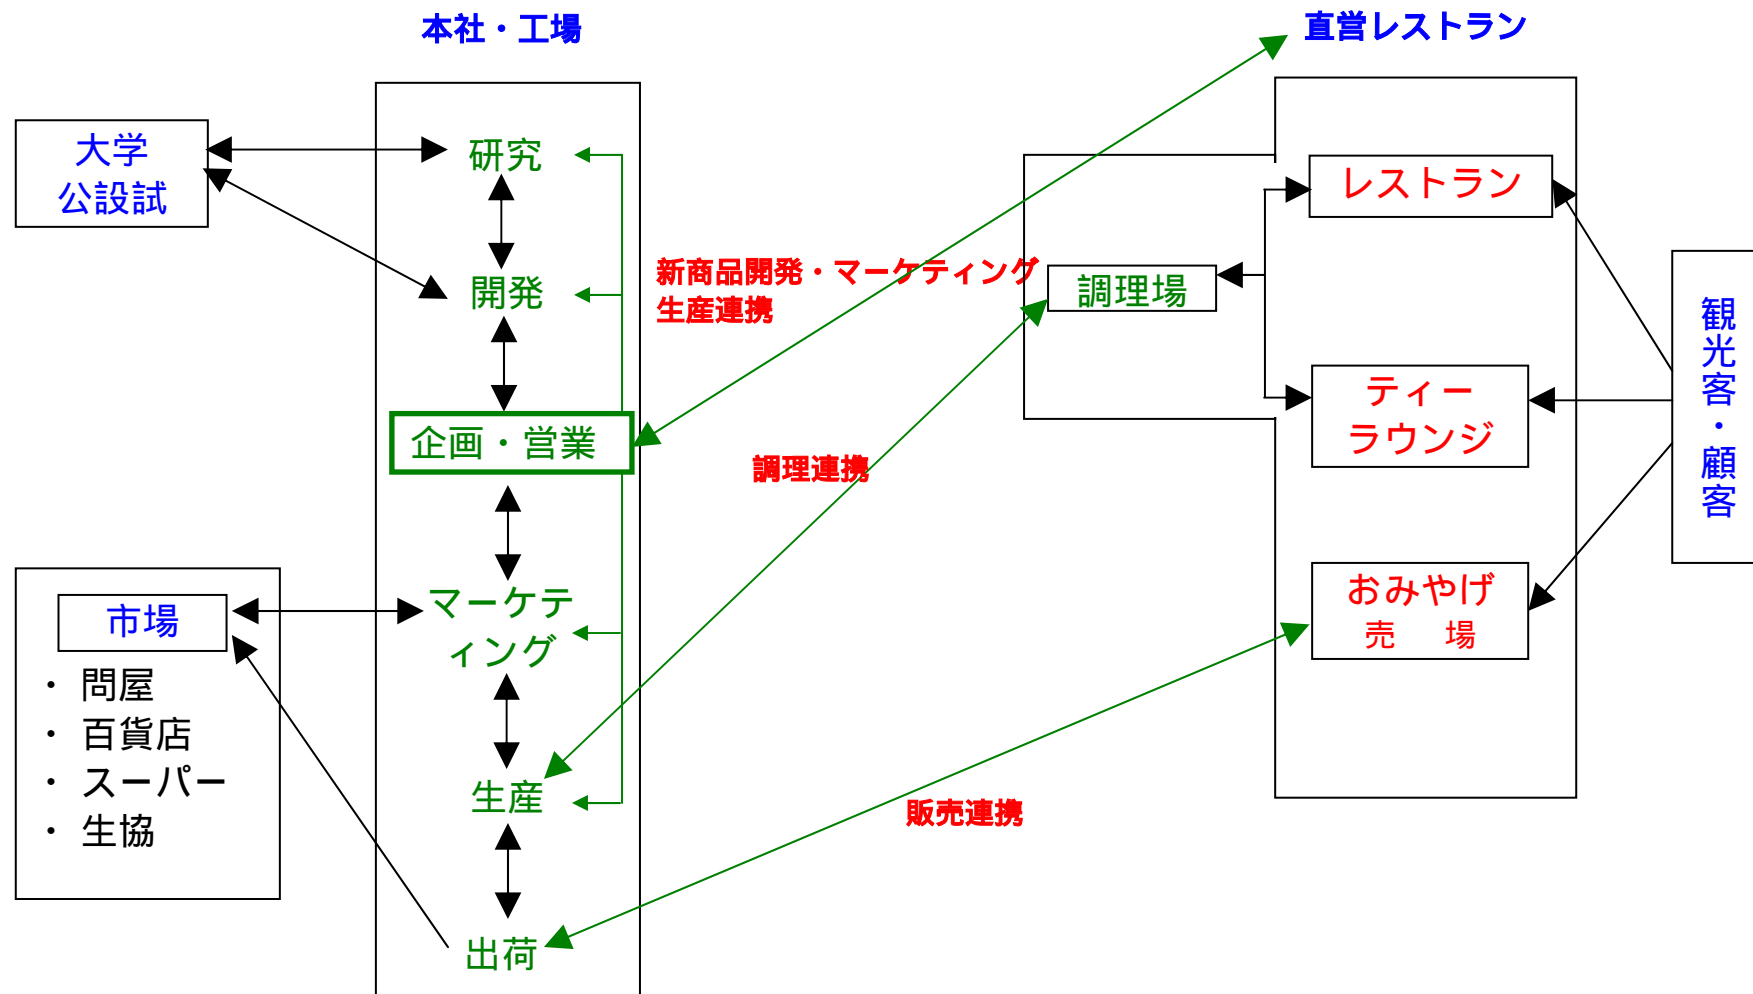 本社・工場
直営レストラン
大学
公設試
研究
開発
企画・営業
マーケテ
ィング
生産
出荷
市場
・ 問屋
・ 百貨店
・ スーパー
・ 生協
新商品開発・マーケティング
生産連携
調理連携
販売連携
調理場
レストラン
ティー
ラウンジ
おみやげ
売 場
観光客・顧客